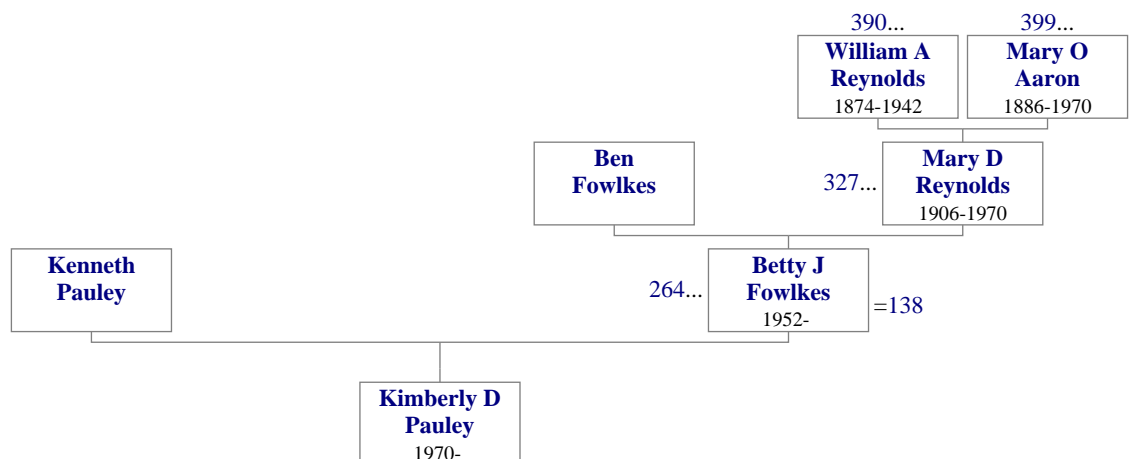 390...
399...
William A
Reynolds
1874-1942
Mary O
Aaron
1886-1970
Ben
Fowlkes
327...
Mary D
Reynolds
1906-1970
Kenneth
Pauley
264...
Betty J
Fowlkes
1952-
=138
Kimberly D
Pauley
1970-